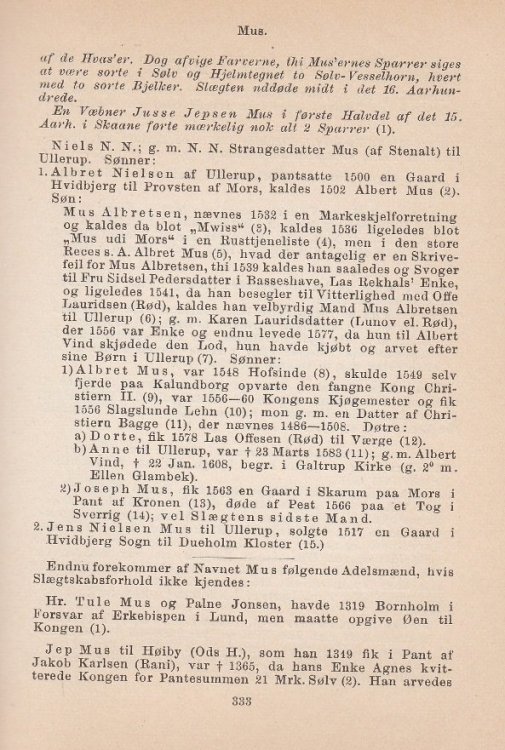 Mus.
af de Hvas'er. Dog afvige Farverne, thi Mus'ernes Sparrer siges
at være sorte i Sølv og Hjelmtegnet to Sølv-Vesselhorn, hvert
med to sorte Bjelker. Slægten uddøde midt i det 16. Aarhun-
drede.
En Væbner Jusse Jepsen Mus i første Halvdel af det 15.
Aarh. i Skaane førte mærkelig nok alt 2 Sparrer (1).
Niels N. N.; g. m. N. N. Strangesdatter Mus (af Stenalt) til
Ullerup. Sønner:
1. Albret Nielsen af Ullerup, pantsatte 1500 en Gaard i
Hvidbjerg til Provsten af Mors, kaldes 1502 Albert Mus (2).
Søn:
Mus Albretsen, nævnes 1532 i en Markeskjelforretning
og kaldes da blot „Mwiss“ (3), kaldes 1536 ligeledes blot
„Mus udi Mors“ i en Rusttjeneliste (4), men i den store
Reces s. A. Albret Mus (5), hvad der antagelig er en Skrive-
feil for Mus Albretsen, thi 1539 kaldes han saaledes og Svoger
til Fru Sidsel Pedersdatter i Basseshave, Las Rekhals' Enke,
og ligeledes 1541, da han besegler til Vitterlighed med Offe
Lauridsen (Rød), kaldes han velbyrdig Mand Mus Albretsen
til Ullerup (6); g. m. Karen Lauridsdatter (Lunov el. Rød),
der 1556 var Enke og endnu levede 1577, da hun til Albert
Vind skjødede den Lod, hun havde kjøbt og arvet efter
sine Børn i Ullerup (7). Sønner:
1) Albret Mus, var 1548 Hofsinde (8), skulde 1549 selv
fjerde paa Kalundborg opvarte den fangne Kong Chri-
stiern II. (9), var 1556—60 Kongens Kjøgemester og fik
1556 Slagslunde Lehn (10); mon g. m. en Datter af Chri-
stiern Bagge (11), der nævnes 1486—1508. Døtre:
a) Dorte, fik 1578 Las Offesen (Rød) til Værge (12).
b) Anne til Ullerup, var † 23 Marts 1583 (11); g. m. Albert
Vind, † 22 Jan. 1608, begr. i Galtrup Kirke (g. 2° m.
Ellen Glambek).
2) Joseph Mus, fik 1563 en Gaard i Skarum paa Mors i
Pant af Kronen (13), døde af Pest 1566 paa et Tog i
Sverrig (14); vel Slægtens sidste Mand.
2. Jens Nielsen Mus til Ullerup, solgte 1517 en Gaard i
Hvidbjerg Sogn til Dueholm Kloster (15.)
Endnu forekommer af Navnet Mus følgende Adelsmænd, hvis
Slægtskabsforhold ikke kjendes:
Hr. Tule Mus og Palne Jonsen, havde 1319 Bornholm i
Forsvar af Erkebispen i Lund, men maatte opgive Øen til
Kongen (1).
Jep Mus til Høiby (Ods H.), som han 1349 fik i Pant af
Jakob Karlsen (Rani), var † 1365, da hans Enke Agnes kvit-
terede Kongen for Pantesummen 21 Mrk. Sølv (2). Han arvedes
333